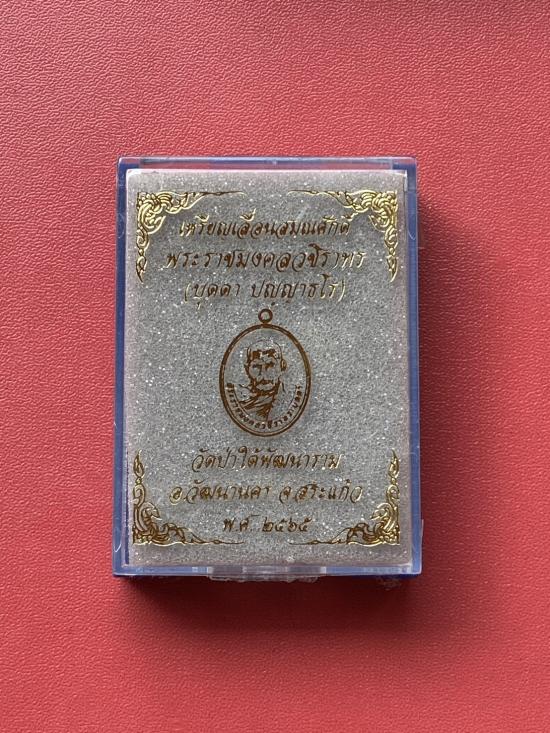 เหรียญเลื่อนสมณศักดิ์
พระราชมงคลวชิราทร
(บุดดา ปญฺญาธโร)
วัดป่าใต้พัฒนาราม
อ.วัฒนานคร จ.สระแก้ว
พ.ศ. ๒๕๖๕